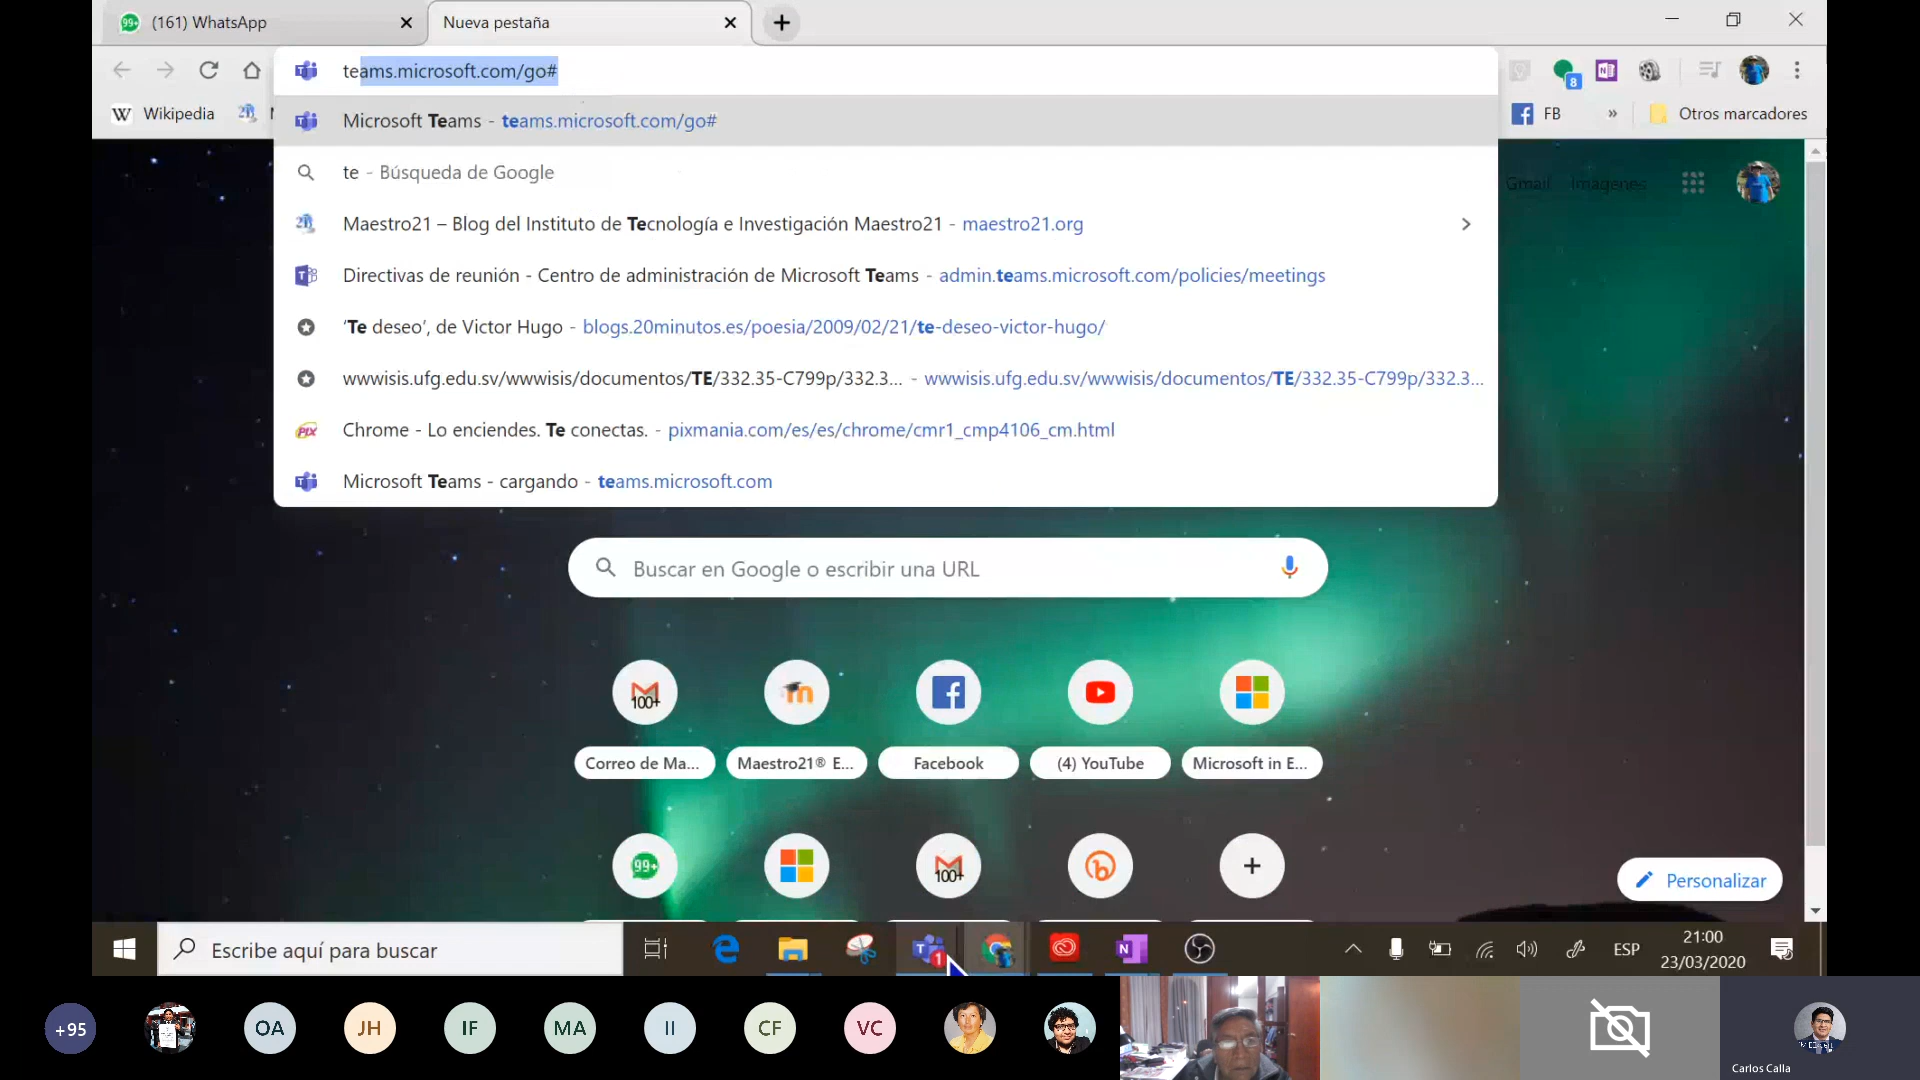 (161) WhatsApp
Nueva pestaña
teams.microsoft.com/go#
8
Wikipedia
FB
»
Otros marcadores
Microsoft Teams - teams.microsoft.com/go#
te - Búsqueda de Google
Maestro21 – Blog del Instituto de Tecnología e Investigación Maestro21 - maestro21.org
Directivas de reunión - Centro de administración de Microsoft Teams - admin.teams.microsoft.com/policies/meetings
'Te deseo', de Victor Hugo - blogs.20minutos.es/poesia/2009/02/21/te-deseo-victor-hugo/
wwwisis.ufg.edu.sv/wwwisis/documentos/TE/332.35-C799p/332.3... - wwwisis.ufg.edu.sv/wwwisis/documentos/TE/332.35-C799p/332.3...
PIX Chrome - Lo enciendes. Te conectas. - pixmania.com/es/es/chrome/cmr1_cmp4106_cm.html
Microsoft Teams - cargando - teams.microsoft.com
Gmail Imágenes
Buscar en Google o escribir una URL
100+
Correo de Ma...
Maestro21® E...
Facebook
(4) YouTube
Microsoft in E...
99+
100+
Personalizar
Escribe aquí para buscar
1
ESP
21:00
23/03/2020
+95
OA
JH
IF
MA
II
CF
VC
Carlos Calla